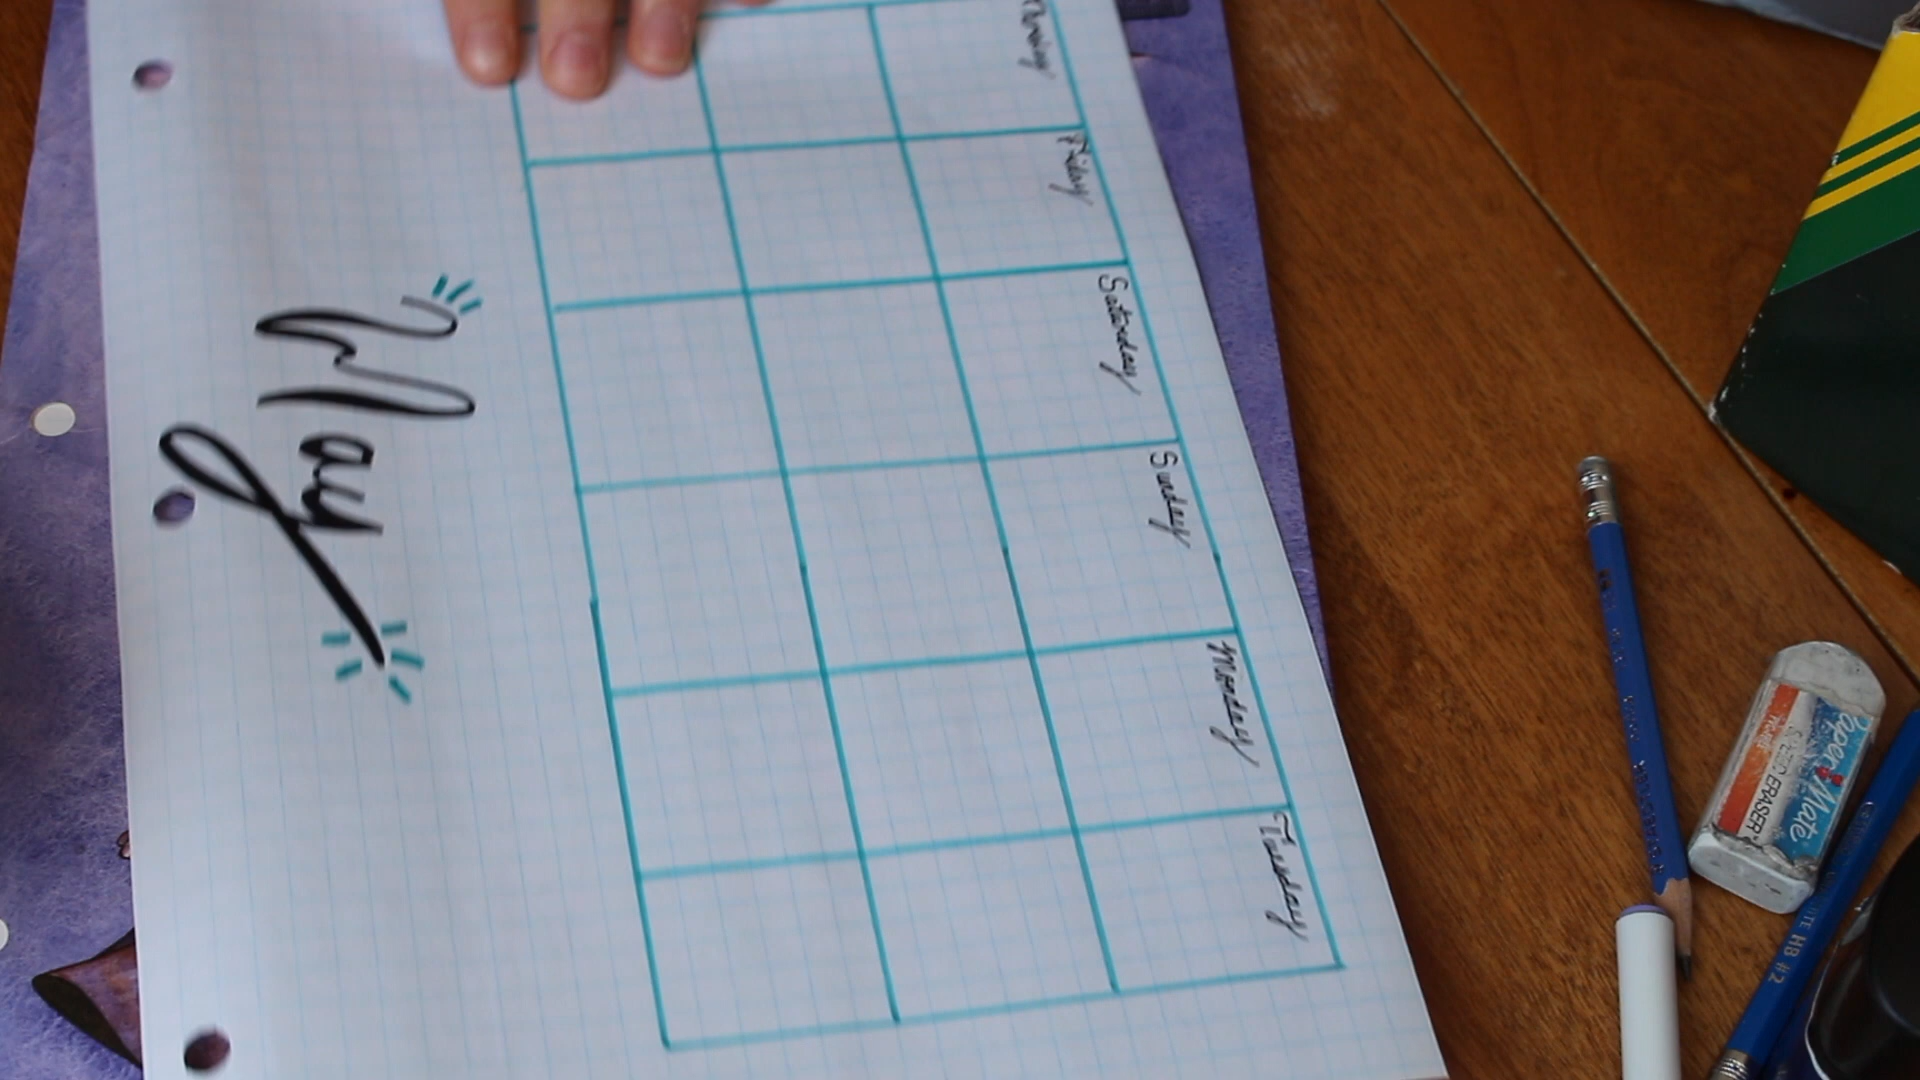 May
Friday
Saturday
Sunday
Monday
Tuesday
Paper Mate
ERASER
HB #2